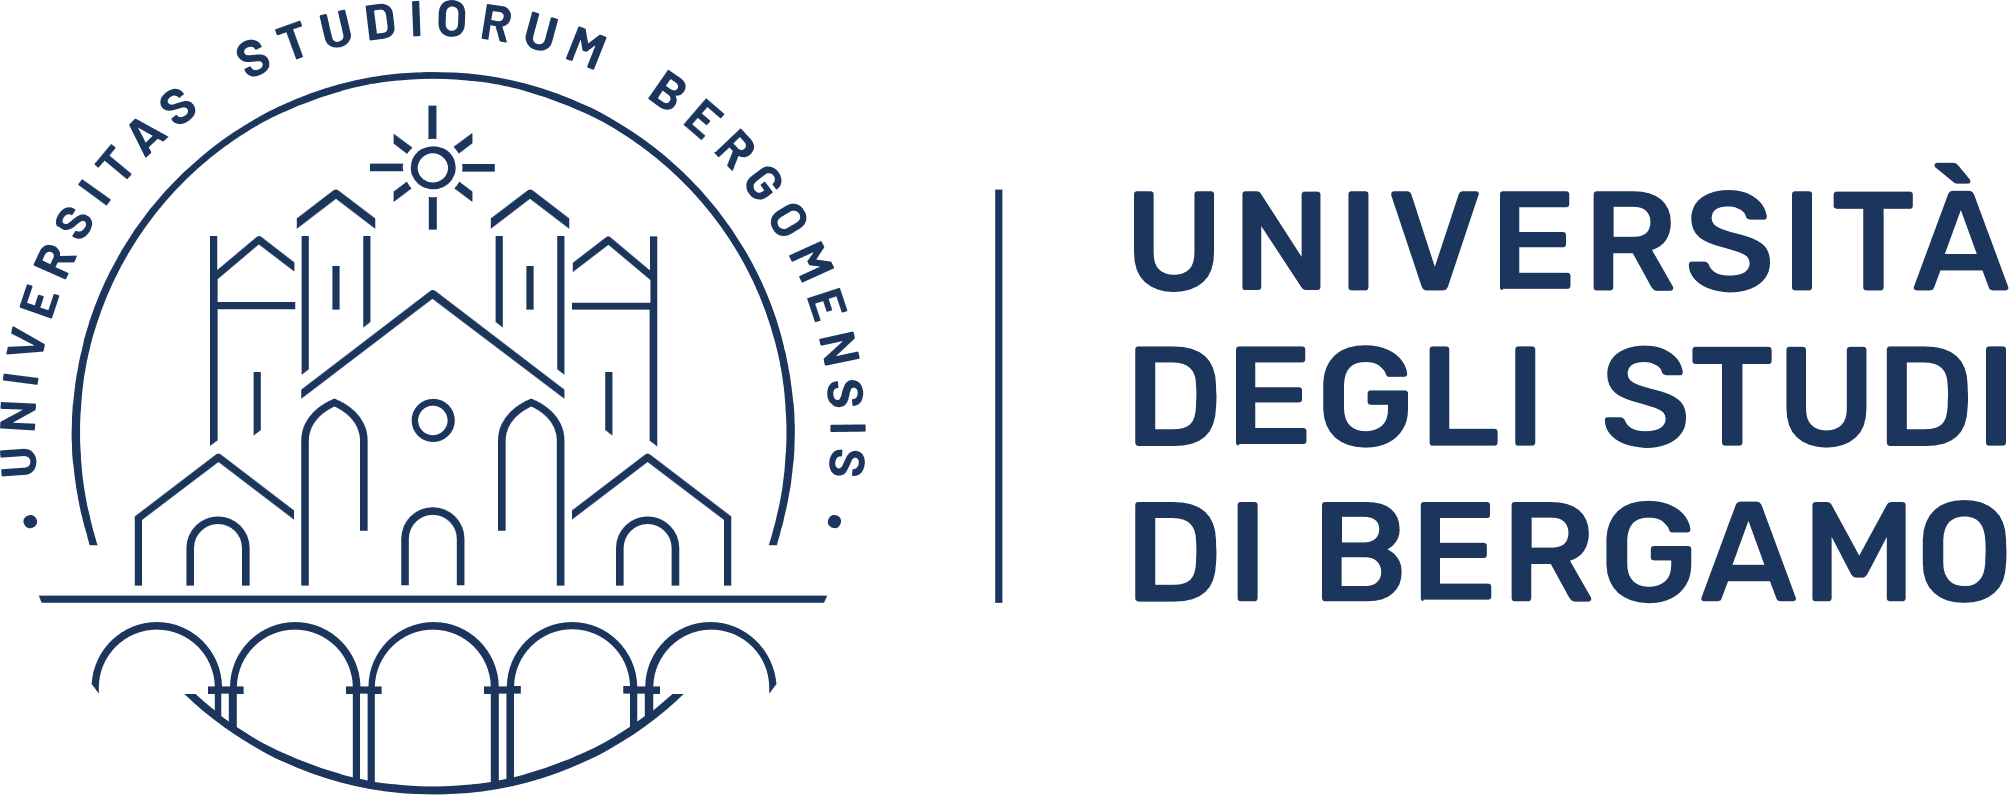 · UNIVERSITAS STUDIORUM BERGOMENSIS ·
UNIVERSITÀ
DEGLI STUDI
DI BERGAMO